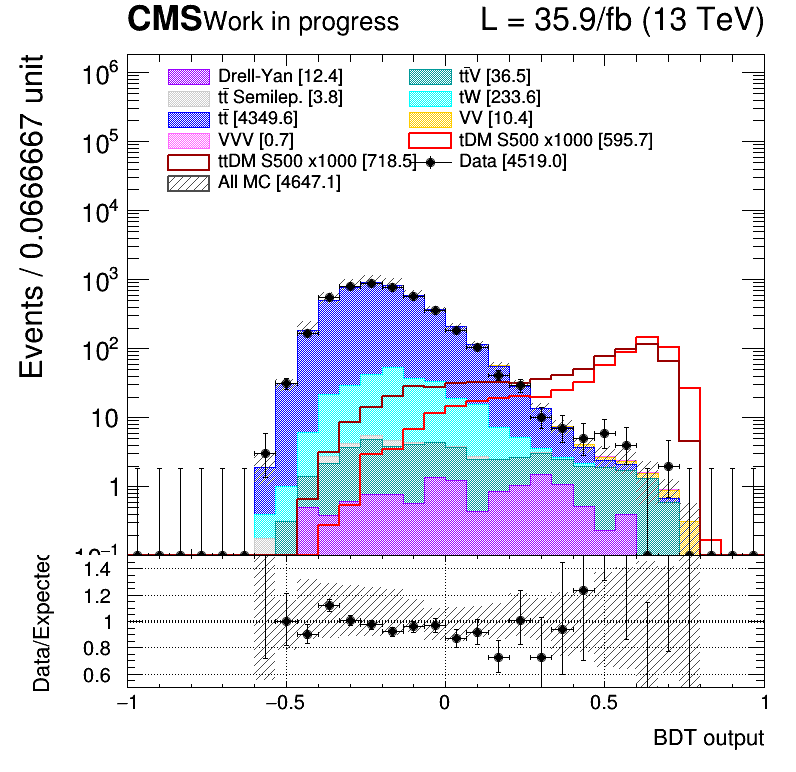 CMS Work in progress L = 35.9/fb (13 TeV)
Events / 0.0666667 unit
Drell-Yan [12.4] tt̄V [36.5]
tt̄ Semilep. [3.8] tW [233.6]
tt̄ [4349.6] VV [10.4]
VVV [0.7] tDM S500 x1000 [595.7]
ttDM S500 x1000 [718.5] Data [4519.0]
All MC [4647.1]
10⁶
10⁵
10⁴
10³
10²
10
1
10⁻¹
Data/Expected
1.4
1.2
1
0.8
0.6
−1 −0.5 0 0.5 1
BDT output